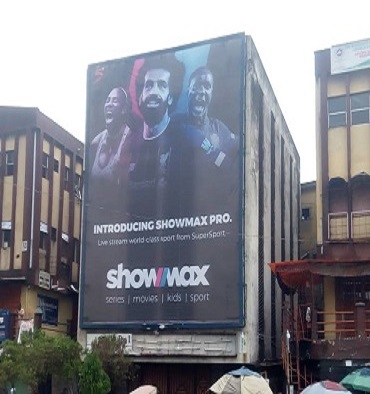 INTRODUCING SHOWMAX PRO.
Live stream world-class sport from SuperSport
showmax
series | movies | kids | sport